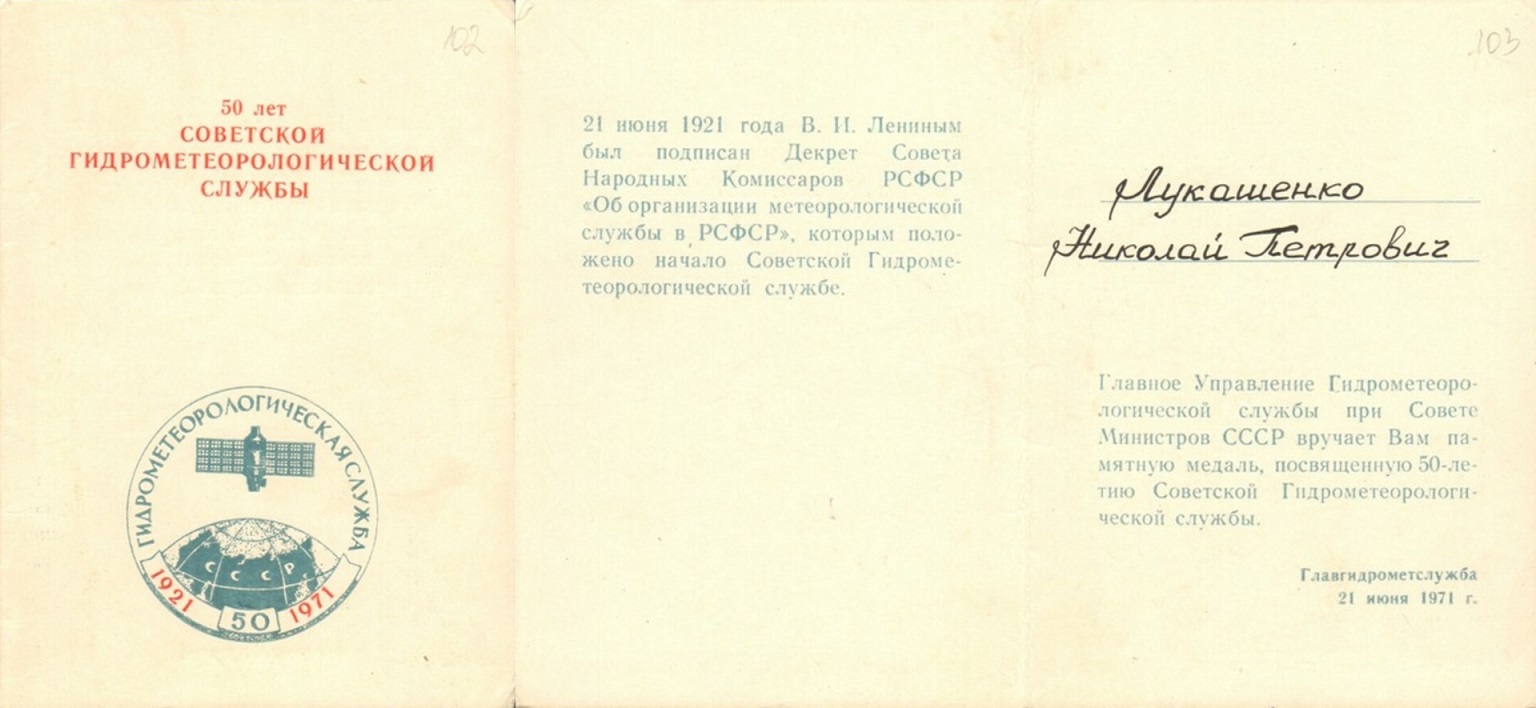 102
50 лет
СОВЕТСКОЙ
ГИДРОМЕТЕОРОЛОГИЧЕСКОЙ
СЛУЖБЫ
ГИДРОМЕТЕОРОЛОГИЧЕСКАЯ СЛУЖБА
СССР
1921
50
1971
21 июня 1921 года В. И. Лениным
был подписан Декрет Совета
Народных Комиссаров РСФСР
«Об организации метеорологической
службы в РСФСР», которым поло-
жено начало Советской Гидроме-
теорологической службе.
103
Лукашенко
Николай Петрович
Главное Управление Гидрометеоро-
логической службы при Совете
Министров СССР вручает Вам па-
мятную медаль, посвященную 50-ле-
тию Советской Гидрометеорологи-
ческой службы.
Главгидрометслужба
21 июня 1971 г.